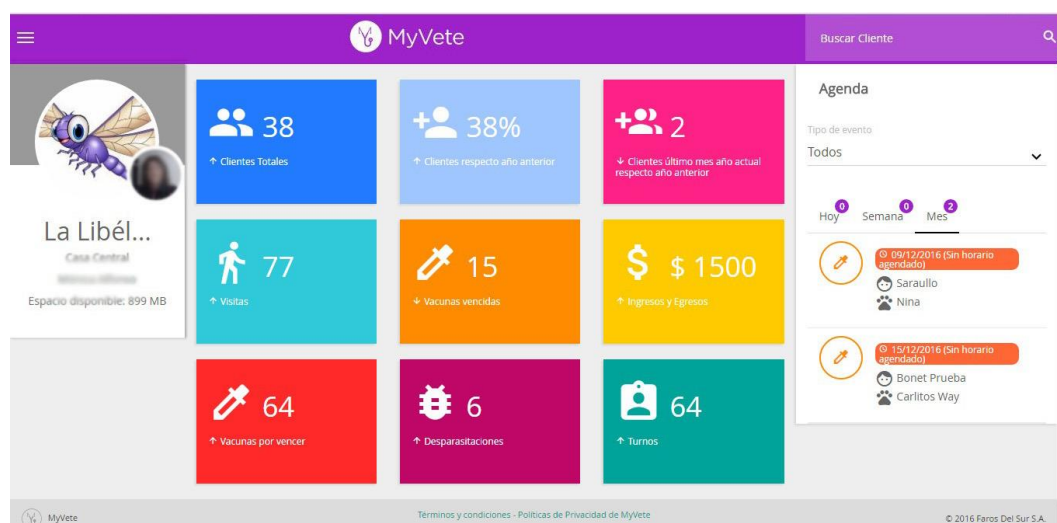 MyVete
Buscar Cliente
La Libél...
Casa Central
Espacio disponible: 899 MB
38
↑ Clientes Totales
38%
↑ Clientes respecto año anterior
2
↓ Clientes último mes año actual
respecto año anterior
77
↑ Visitas
15
↓ Vacunas vencidas
$ 1500
↑ Ingresos y Egresos
64
↑ Vacunas por vencer
6
↑ Desparasitaciones
64
↑ Turnos
Agenda
Tipo de evento
Todos
Hoy 0 Semana 0 Mes 2
09/12/2016 (Sin horario
agendado)
Saraullo
Nina
15/12/2016 (Sin horario
agendado)
Bonet Prueba
Carlitos Way
MyVete
Términos y condiciones - Políticas de Privacidad de MyVete
© 2016 Faros Del Sur S.A.